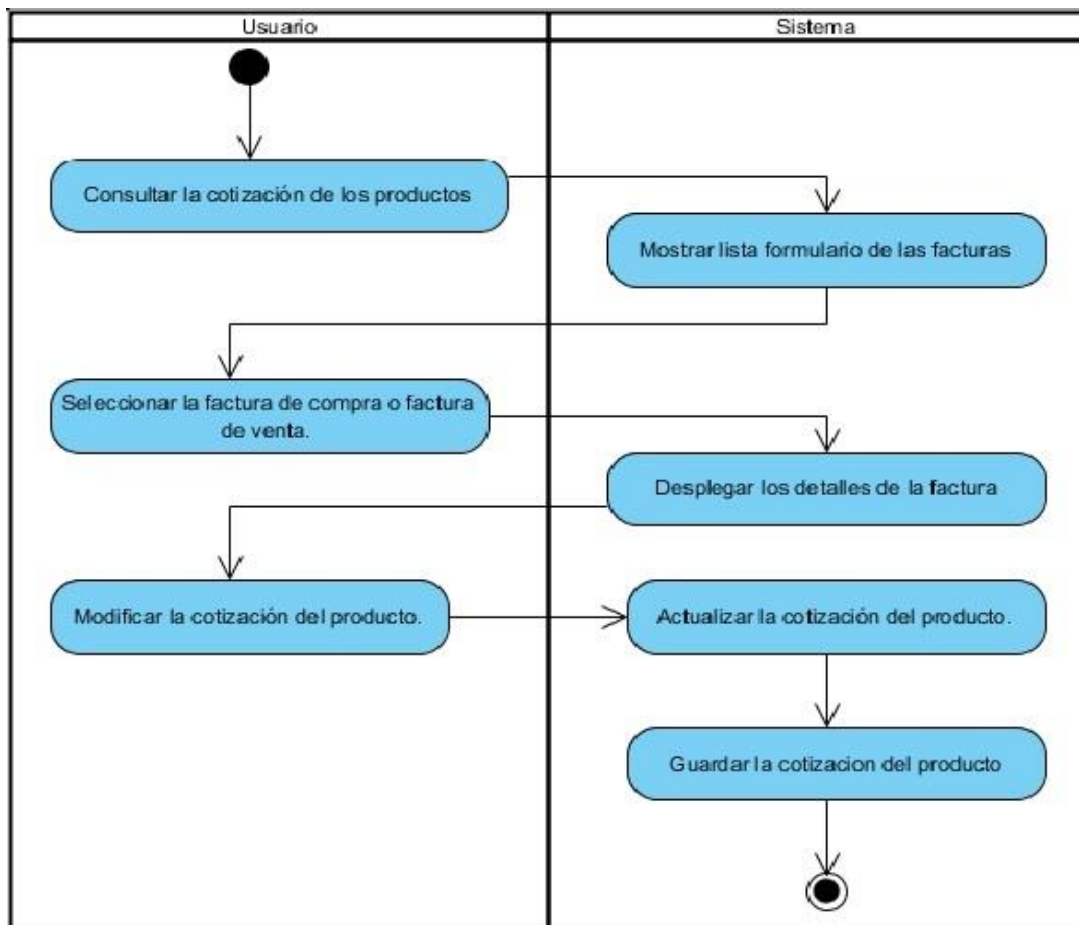 Usuario
Sistema
Consultar la cotización de los productos
Mostrar lista formulario de las facturas
Seleccionar la factura de compra o factura
de venta.
Desplegar los detalles de la factura
Modificar la cotización del producto.
Actualizar la cotización del producto.
Guardar la cotizacion del producto